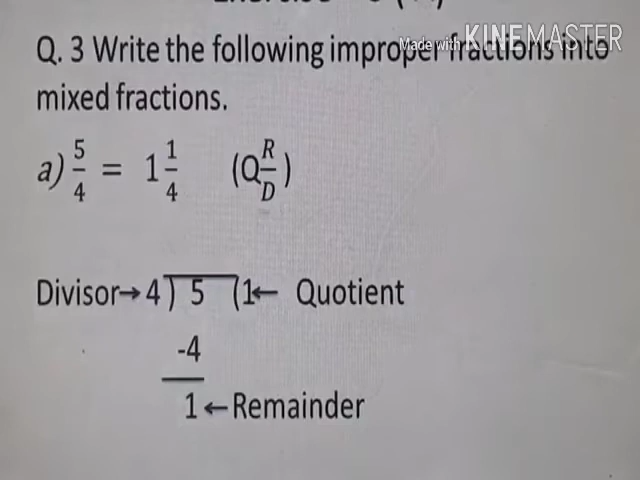 Made with KINEMASTER
Q. 3 Write the following improper fractions into
mixed fractions.
a) 5/4 = 1 1/4 (Q R/D)
Divisor→4) 5 (1← Quotient
-4
1←Remainder